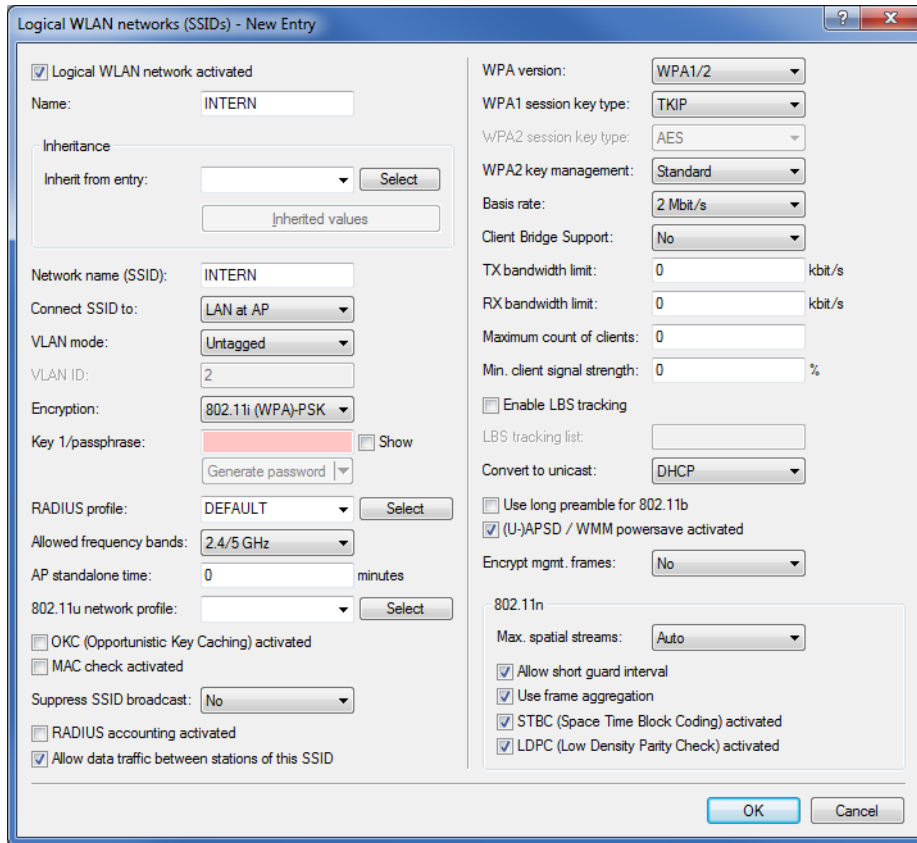 Logical WLAN networks (SSIDs) - New Entry
Logical WLAN network activated
Name: INTERN
Inheritance
Inherit from entry: Select
Inherited values
Network name (SSID): INTERN
Connect SSID to: LAN at AP
VLAN mode: Untagged
VLAN ID: 2
Encryption: 802.11i (WPA)-PSK
Key 1/passphrase: Show
Generate password
RADIUS profile: DEFAULT Select
Allowed frequency bands: 2.4/5 GHz
AP standalone time: 0 minutes
802.11u network profile: Select
OKC (Opportunistic Key Caching) activated
MAC check activated
Suppress SSID broadcast: No
RADIUS accounting activated
Allow data traffic between stations of this SSID
WPA version: WPA1/2
WPA1 session key type: TKIP
WPA2 session key type: AES
WPA2 key management: Standard
Basis rate: 2 Mbit/s
Client Bridge Support: No
TX bandwidth limit: 0 kbit/s
RX bandwidth limit: 0 kbit/s
Maximum count of clients: 0
Min. client signal strength: 0 %
Enable LBS tracking
LBS tracking list:
Convert to unicast: DHCP
Use long preamble for 802.11b
(U-)APSD / WMM powersave activated
Encrypt mgmt. frames: No
802.11n
Max. spatial streams: Auto
Allow short guard interval
Use frame aggregation
STBC (Space Time Block Coding) activated
LDPC (Low Density Parity Check) activated
OK Cancel